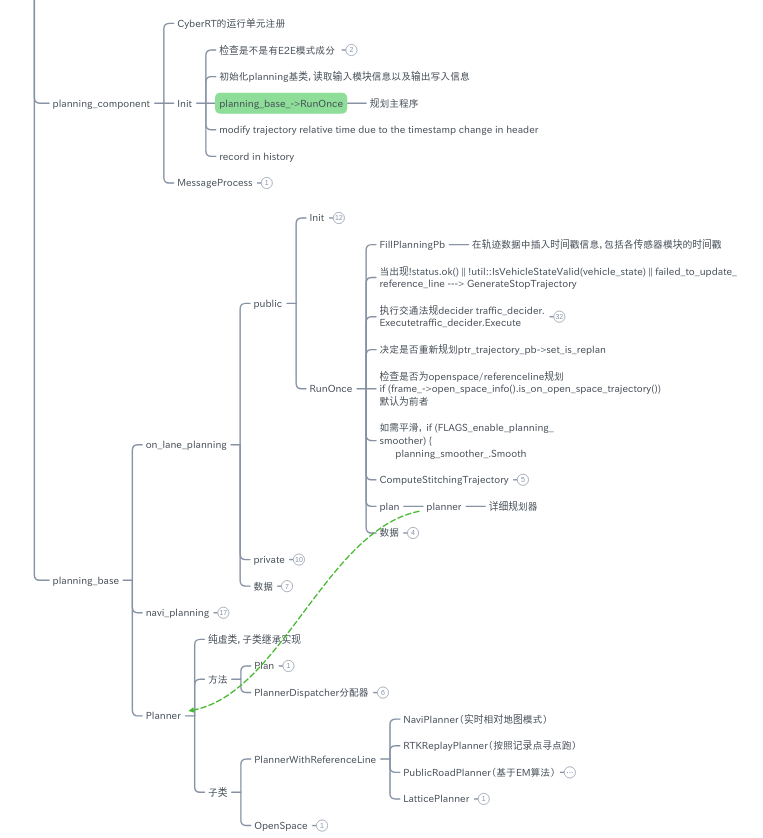 CyberRT的运行单元注册
检查是不是有E2E模式成分 2
初始化planning基类, 读取输入模块信息以及输出写入信息
planning_component
Init
planning_base_->RunOnce
规划主程序
modify trajectory relative time due to the timestamp change in header
record in history
MessageProcess 1
Init 12
FillPlanningPb
在轨迹数据中插入时间戳信息, 包括各传感器模块的时间戳
当出现!status.ok() || !util::IsVehicleStateValid(vehicle_state) || failed_to_update_
reference_line ---> GenerateStopTrajectory
public
执行交通法规decider traffic_decider.
Executetraffic_decider.Execute 32
决定是否重新规划ptr_trajectory_pb->set_is_replan
检查是否为openspace/referenceline规划
RunOnce
if (frame_->open_space_info().is_on_open_space_trajectory())
默认为前者
如需平滑, if (FLAGS_enable_planning_
smoother) {
planning_smoother_.Smooth
on_lane_planning
ComputeStitchingTrajectory 5
plan
planner
详细规划器
数据 4
private 10
planning_base
数据 7
navi_planning 17
纯虚类, 子类继承实现
Plan 1
方法
PlannerDispatcher分配器 6
Planner
NaviPlanner (实时相对地图模式)
RTKReplayPlanner (按照记录点寻点跑)
PlannerWithReferenceLine
PublicRoadPlanner (基于EM算法) ...
子类
LatticePlanner 1
OpenSpace 1